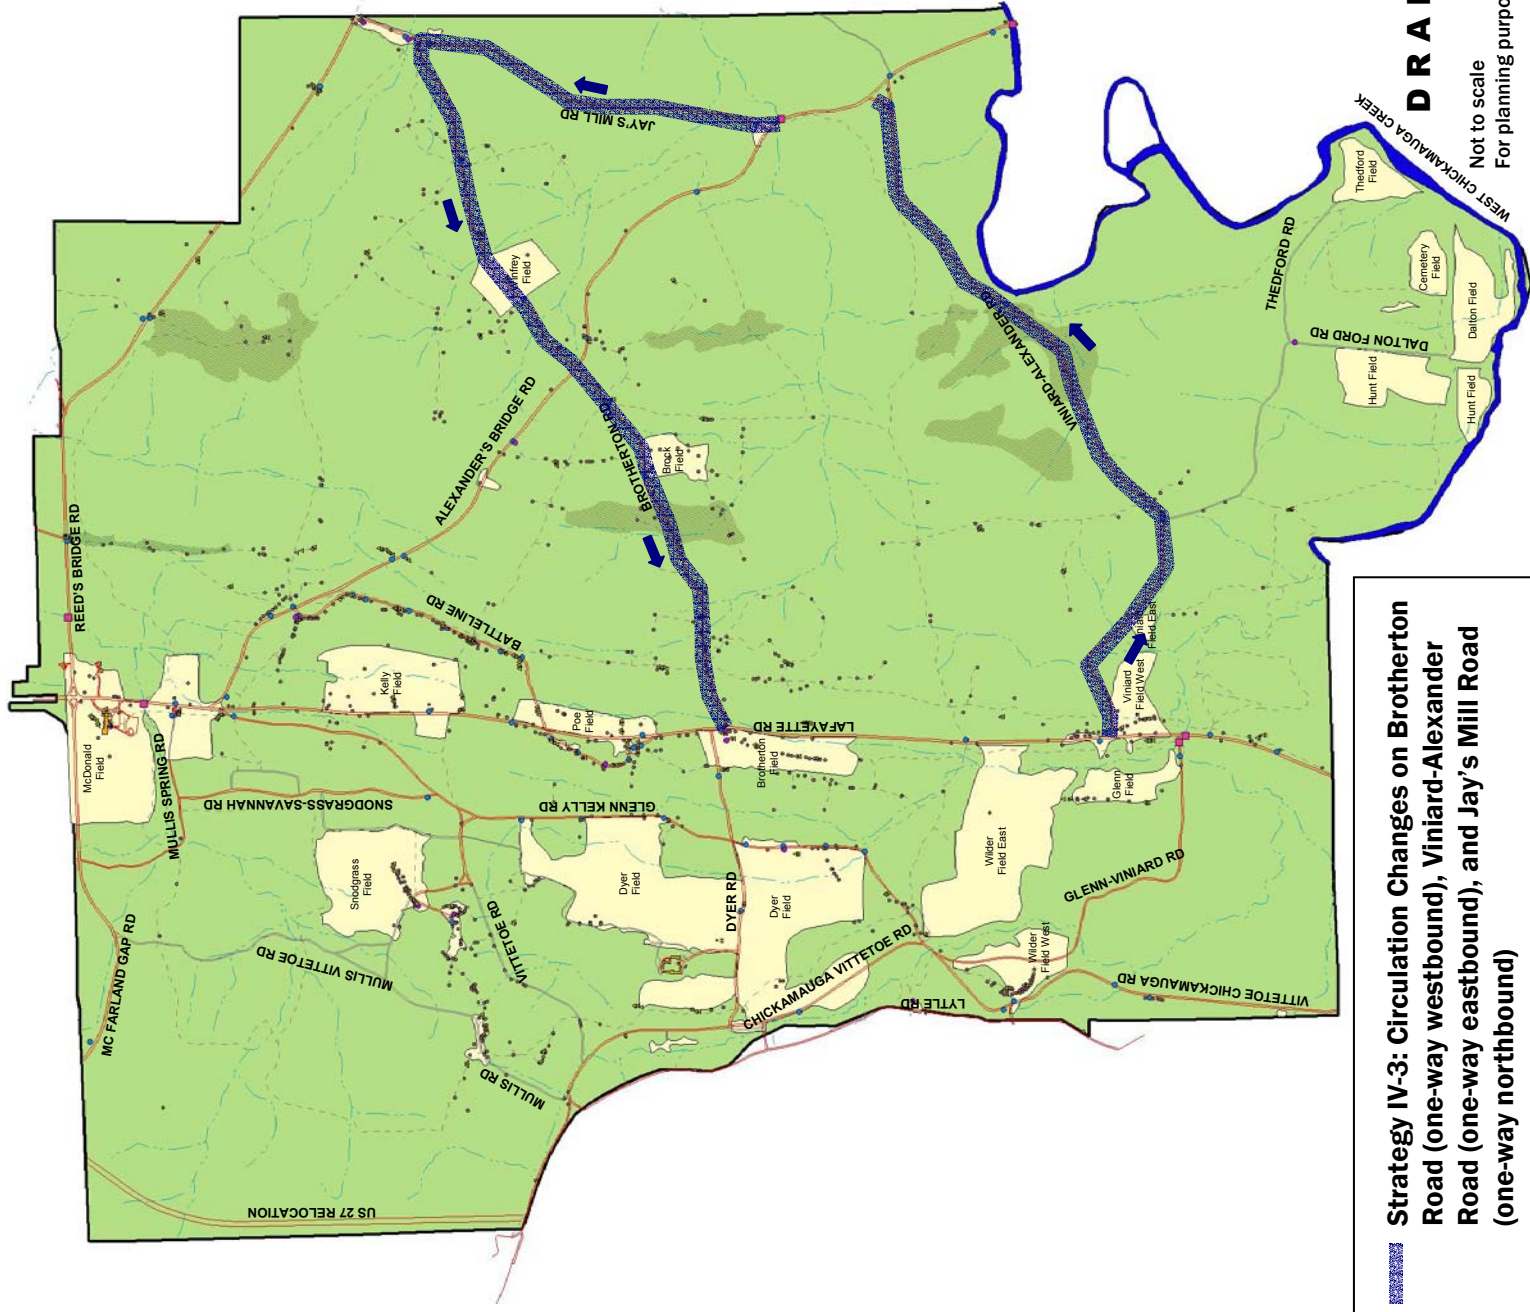 REED'S BRIDGE RD
JAY'S MILL RD
Field
ALEXANDER'S BRIDGE RD
BROTHERTON RD
Brock
Field
BATTLELINE RD
Kelly
Field
Poe
Field
LAFAYETTE RD
McDonald
Field
MULLIS SPRING RD
SNODGRASS-SAVANNAH RD
GLENN KELLY RD
Brotherton
Field
Snodgrass
Field
Dyer
Field
DYER RD
Dyer
Field
VITTETOE RD
MULLIS VITTETOE RD
MC FARLAND GAP RD
MULLIS RD
US 27 RELOCATION
CHICKAMAUGA VITTETOE RD
LYTLE RD
Wilder
Field East
Wilder
Field West
GLENN-VINIARD RD
VITTETOE CHICKAMAUGA RD
Glenn
Field
Viniard
Field West
Field East
VINIARD-ALEXANDER RD
THEDFORD RD
DALTON FORD RD
Hunt Field
Hunt Field
Dalton Field
Cemetery
Field
Thedford
Field
WEST CHICKAMAUGA CREEK
Not to scale
For planning
Strategy IV-3: Circulation Changes on Brotherton
Road (one-way westbound), Viniard-Alexander
Road (one-way eastbound), and Jay's Mill Road
(one-way northbound)